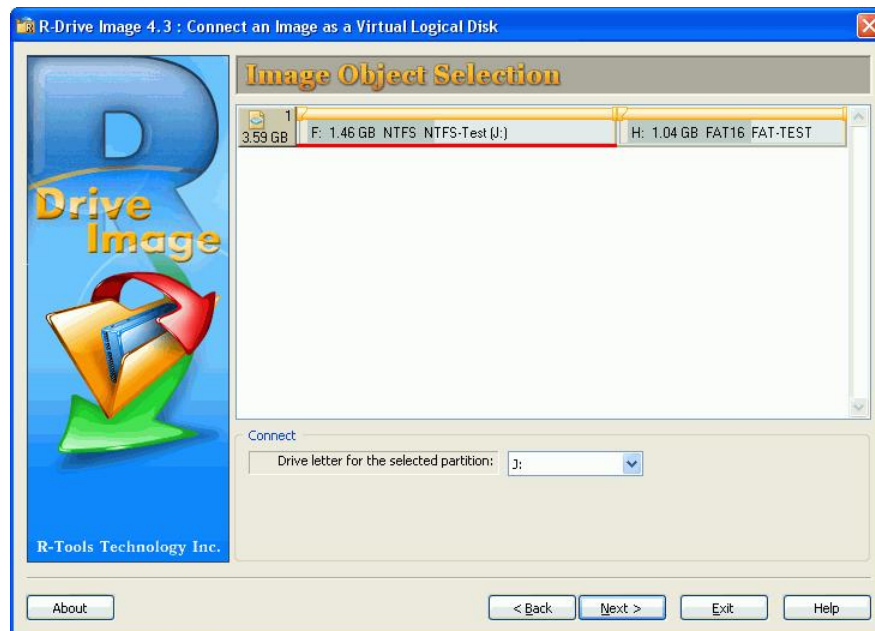 R-Drive Image 4.3 : Connect an Image as a Virtual Logical Disk
R
Drive
Image
R-Tools Technology Inc.
Image Object Selection
1
3.59 GB
F: 1.46 GB NTFS NTFS-Test (J:)
H: 1.04 GB FAT16 FAT-TEST
Connect
Drive letter for the selected partition:
J:
About
< Back
Next >
Exit
Help